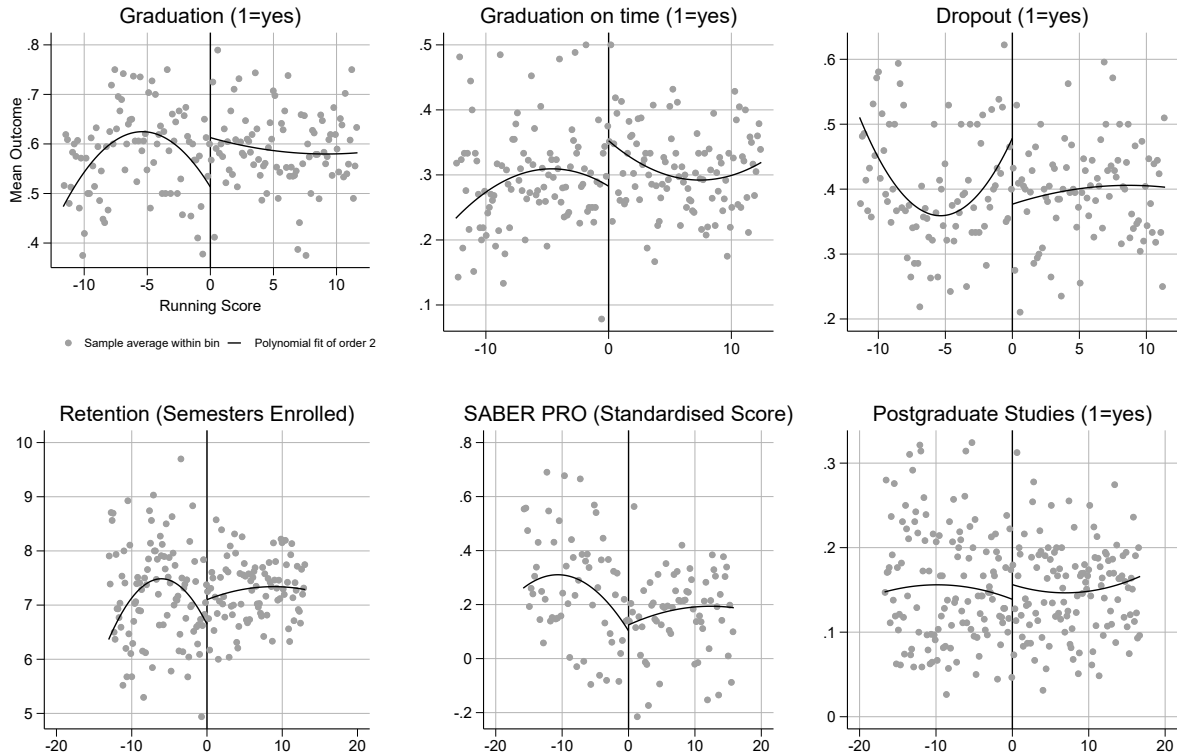 Graduation (1=yes)
Graduation on time (1=yes)
Dropout (1=yes)
Mean Outcome
.8
.7
.6
.5
.4
-10 -5 0 5 10
Running Score
Sample average within bin
Polynomial fit of order 2
.5
.4
.3
.2
.1
-10 0 10
.6
.5
.4
.3
.2
-10 -5 0 5 10
Retention (Semesters Enrolled)
SABER PRO (Standardised Score)
Postgraduate Studies (1=yes)
10
9
8
7
6
5
-20 -10 0 10 20
.8
.6
.4
.2
0
-.2
-20 -10 0 10 20
.3
.2
.1
0
-20 -10 0 10 20